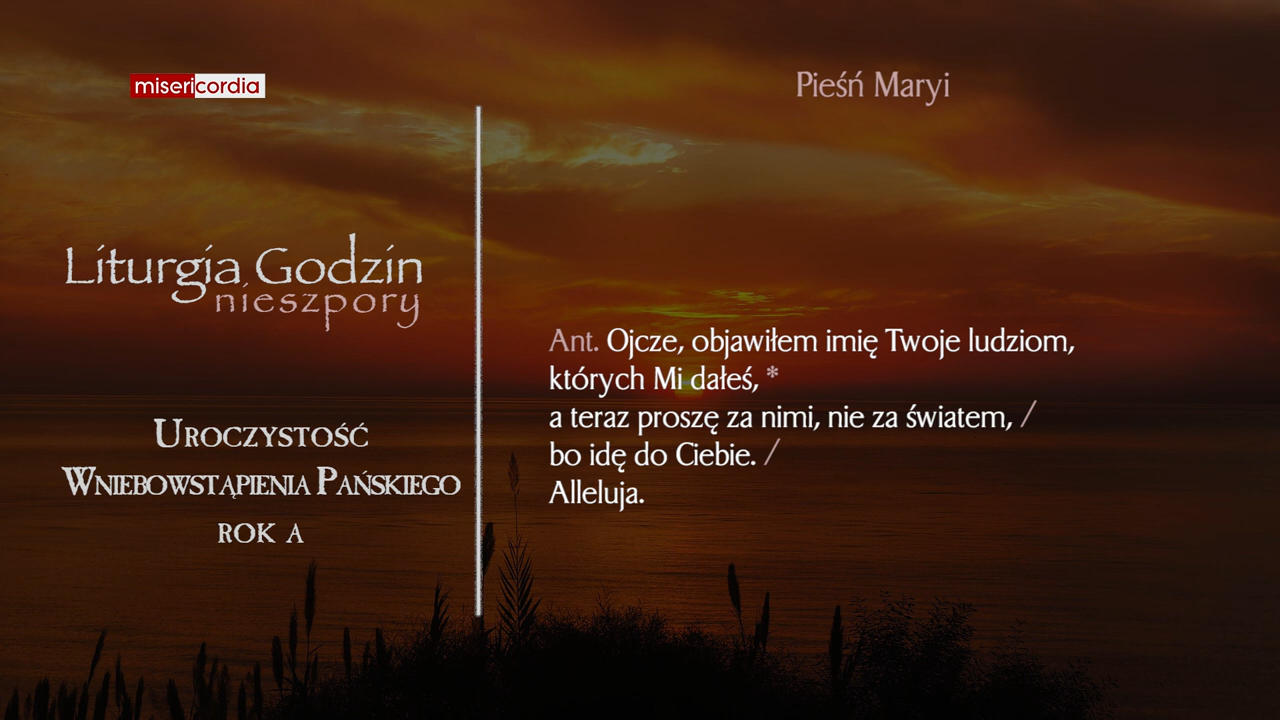 misericordia
Liturgia Godzin
nieszpory
Uroczystość
Wniebowstąpienia Pańskiego
rok a
Pieśń Maryi
Ant. Ojcze, objawiłem imię Twoje ludziom,
których Mi dałeś, *
a teraz proszę za nimi, nie za światem, /
bo idę do Ciebie. /
Alleluja.